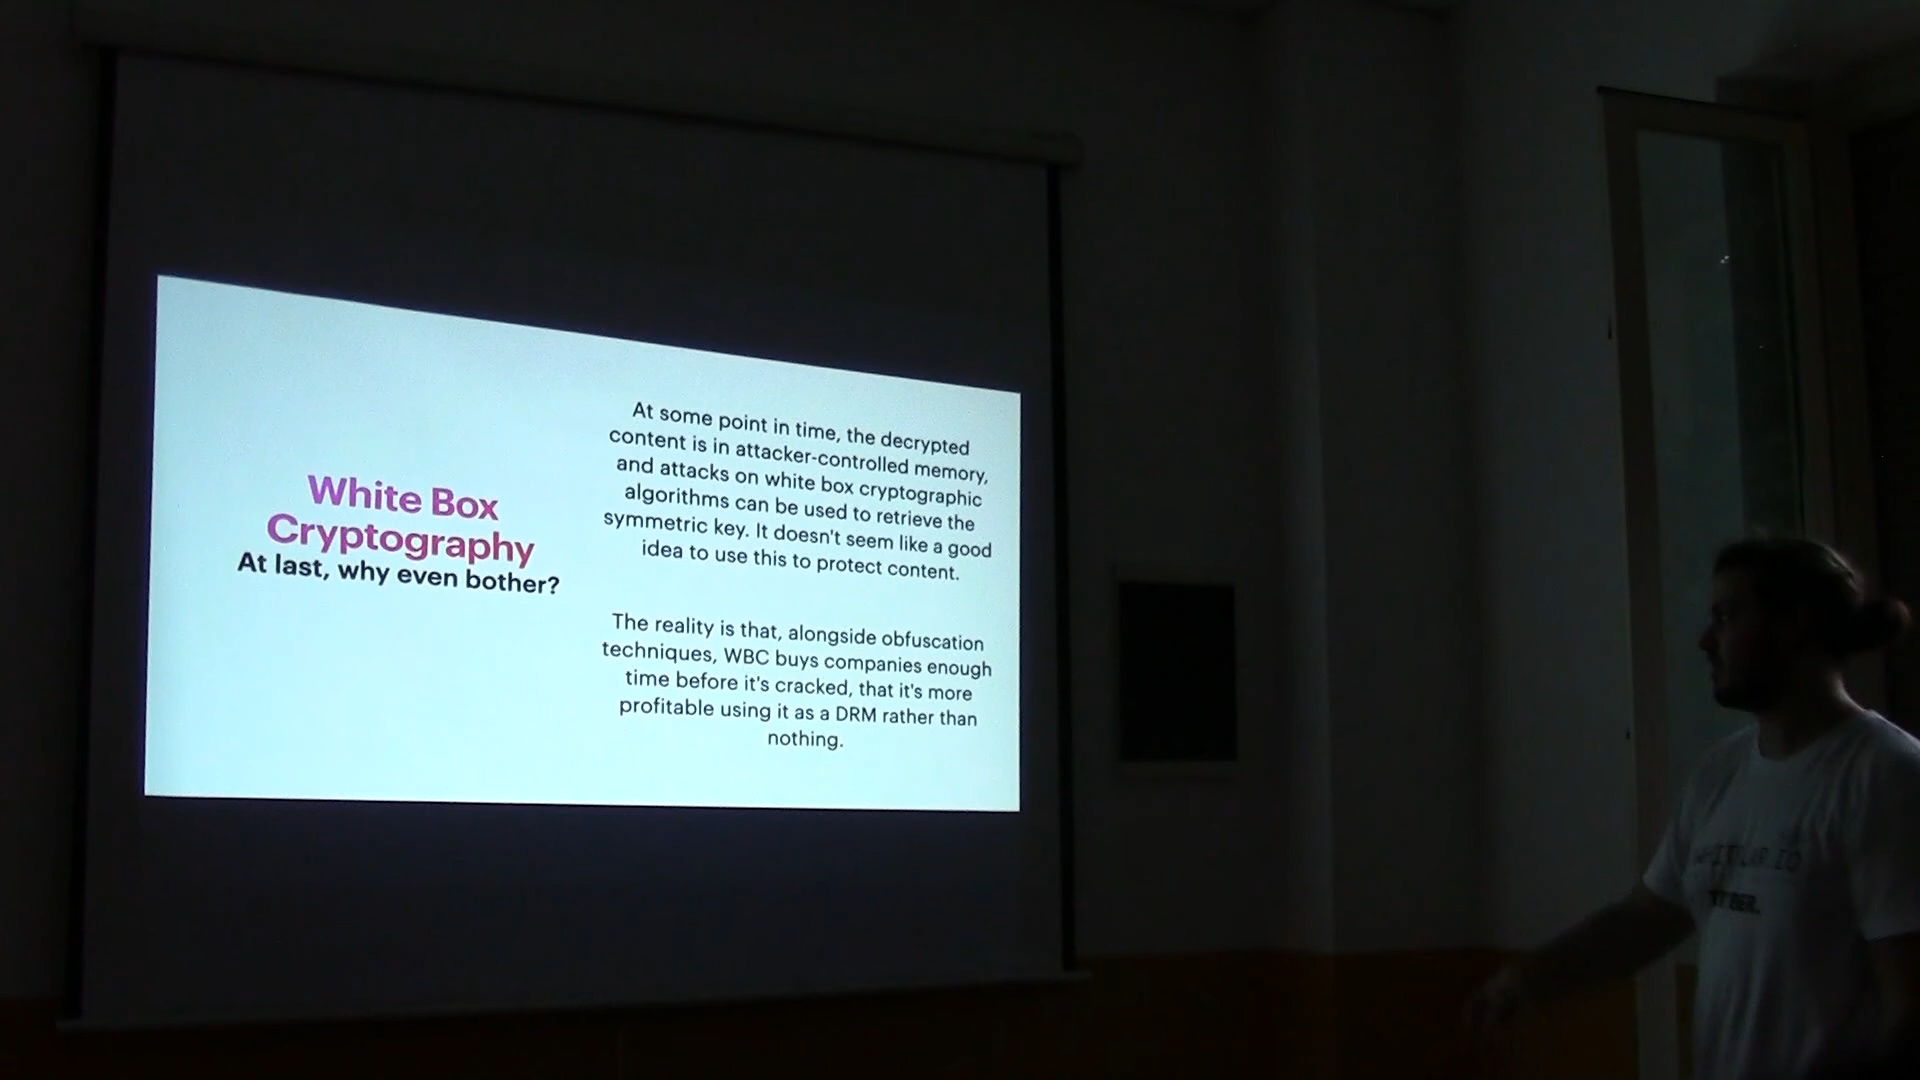 White Box
Cryptography
At last, why even bother?
At some point in time, the decrypted
content is in attacker-controlled memory,
and attacks on white box cryptographic
algorithms can be used to retrieve the
symmetric key. It doesn't seem like a good
idea to use this to protect content.
The reality is that, alongside obfuscation
techniques, WBC buys companies enough
time before it's cracked, that it's more
profitable using it as a DRM rather than
nothing.